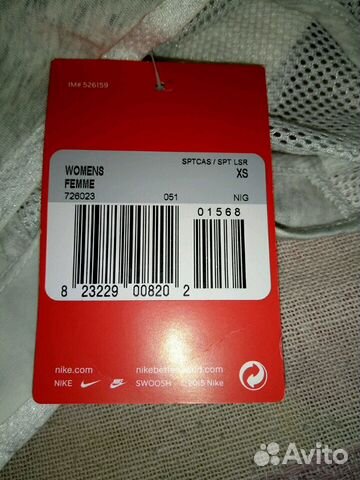 IM# 526159
SPTCAS / SPT LSR
WOMENS XS
FEMME
726023 051 NIG
01568
8 23229 00820 2
nike.com
NIKE SWOOSH © 2015 Nike
Avito